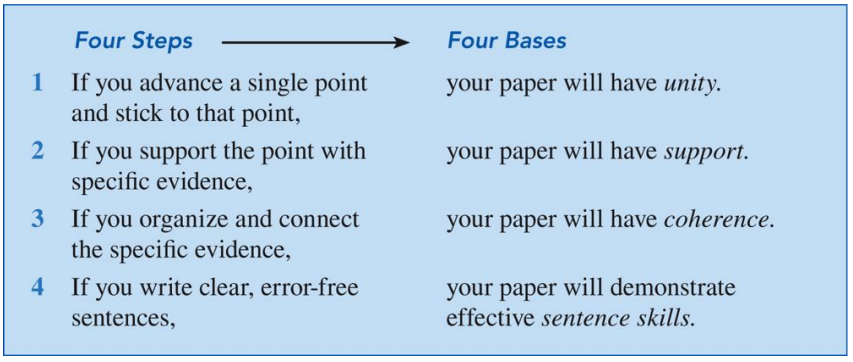 Four Steps Four Bases
1 If you advance a single point your paper will have unity.
and stick to that point,
2 If you support the point with your paper will have support.
specific evidence,
3 If you organize and connect your paper will have coherence.
the specific evidence,
4 If you write clear, error-free your paper will demonstrate
sentences, effective sentence skills.